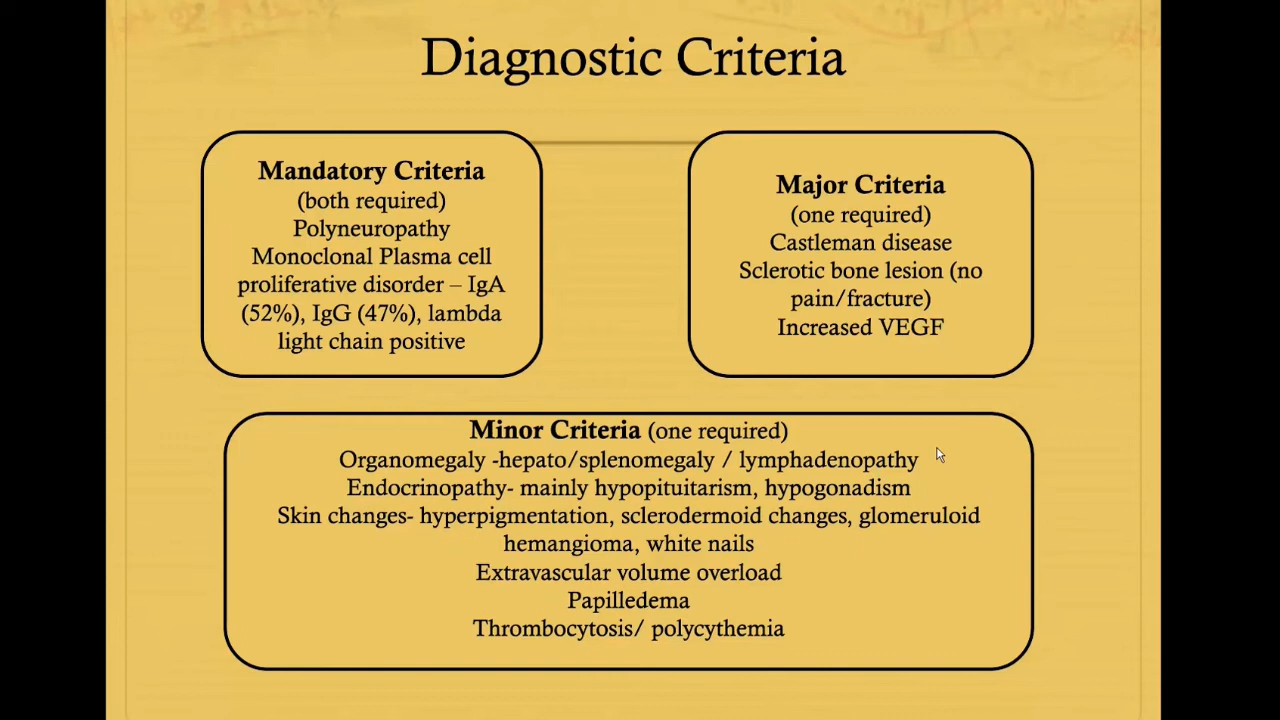 Diagnostic Criteria
Mandatory Criteria
(both required)
Polyneuropathy
Monoclonal Plasma cell
proliferative disorder – IgA
(52%), IgG (47%), lambda
light chain positive
Major Criteria
(one required)
Castleman disease
Sclerotic bone lesion (no
pain/fracture)
Increased VEGF
Minor Criteria (one required)
Organomegaly -hepato/splenomegaly / lymphadenopathy
Endocrinopathy- mainly hypopituitarism, hypogonadism
Skin changes- hyperpigmentation, sclerodermoid changes, glomeruloid
hemangioma, white nails
Extravascular volume overload
Papilledema
Thrombocytosis/ polycythemia